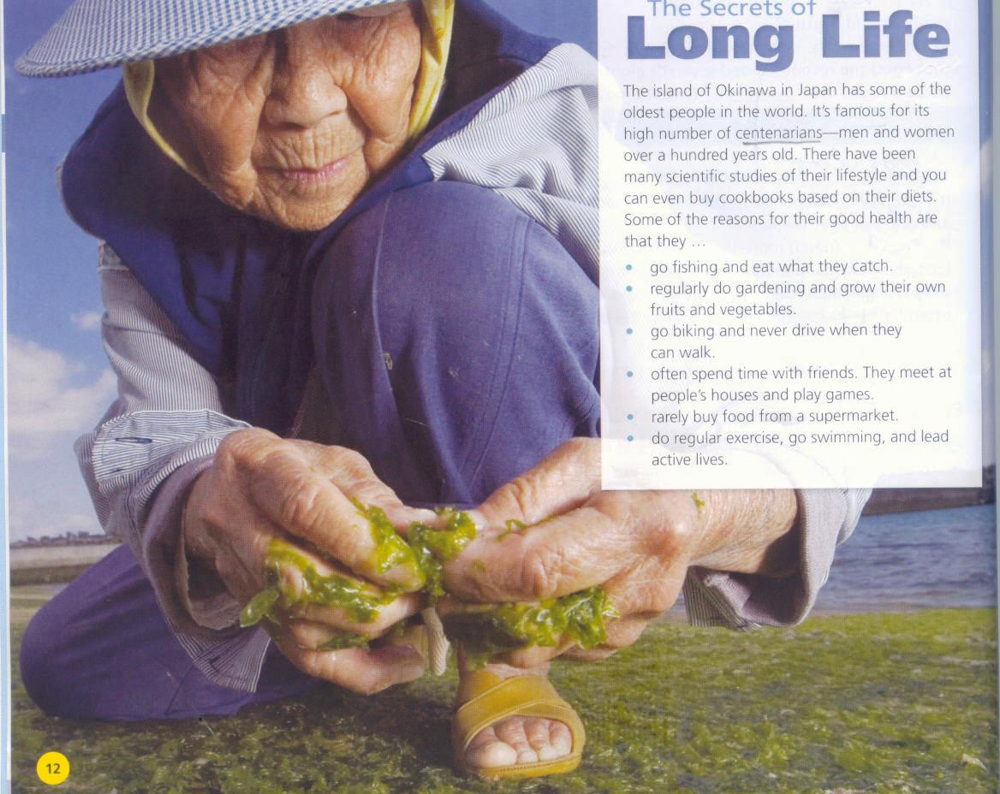 The Secrets of
Long Life
The island of Okinawa in Japan has some of the
oldest people in the world. It's famous for its
high number of centenarians—men and women
over a hundred years old. There have been
many scientific studies of their lifestyle and you
can even buy cookbooks based on their diets.
Some of the reasons for their good health are
that they …
• go fishing and eat what they catch.
• regularly do gardening and grow their own
fruits and vegetables.
• go biking and never drive when they
can walk.
• often spend time with friends. They meet at
people's houses and play games.
• rarely buy food from a supermarket.
• do regular exercise, go swimming, and lead
active lives.
12